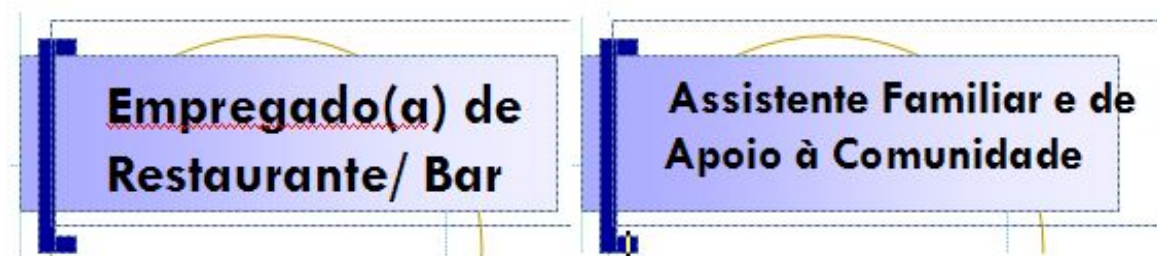 Empregado(a) de
Restaurante/ Bar
Assistente Familiar e de
Apoio à Comunidade